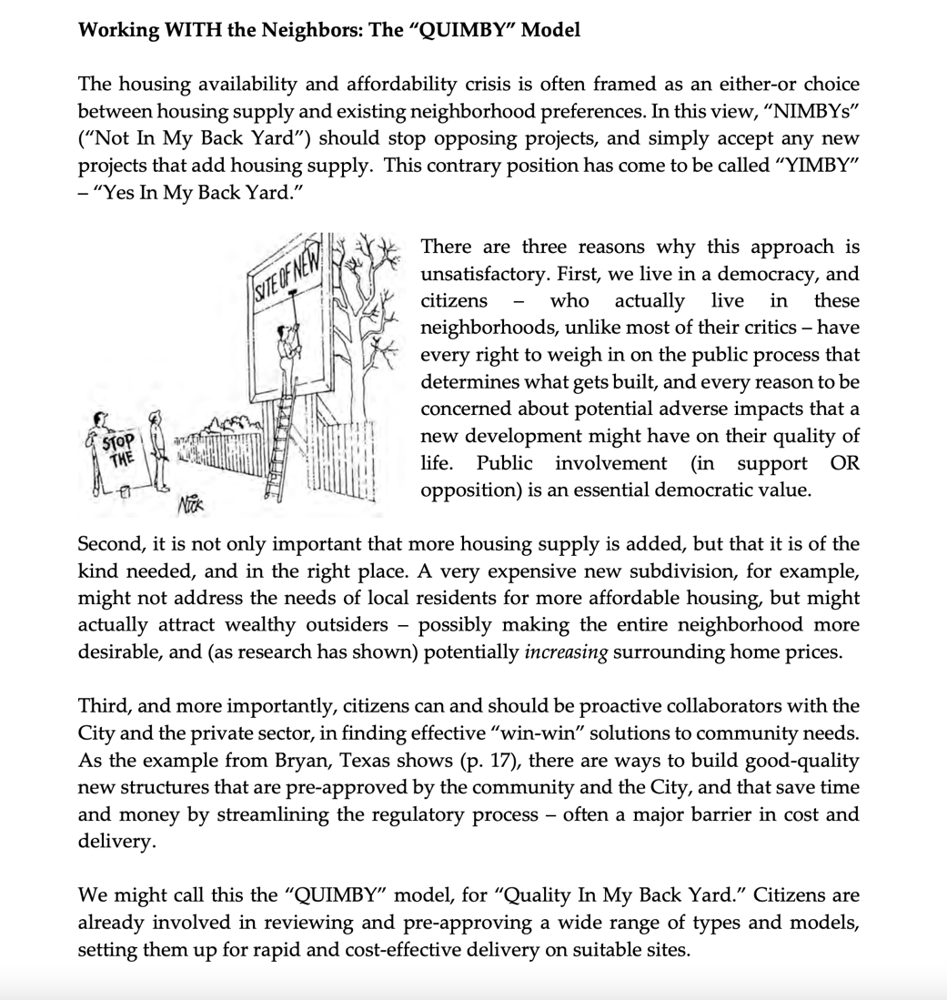 Working WITH the Neighbors: The “QUIMBY” Model
The housing availability and affordability crisis is often framed as an either-or choice
between housing supply and existing neighborhood preferences. In this view, “NIMBYs”
(“Not In My Back Yard”) should stop opposing projects, and simply accept any new
projects that add housing supply.  This contrary position has come to be called “YIMBY”
– “Yes In My Back Yard.”
SITE OF NEW
STOP
THE
Nick
There are three reasons why this approach is
unsatisfactory. First, we live in a democracy, and
citizens – who actually live in these
neighborhoods, unlike most of their critics – have
every right to weigh in on the public process that
determines what gets built, and every reason to be
concerned about potential adverse impacts that a
new development might have on their quality of
life. Public involvement (in support OR
opposition) is an essential democratic value.
Second, it is not only important that more housing supply is added, but that it is of the
kind needed, and in the right place. A very expensive new subdivision, for example,
might not address the needs of local residents for more affordable housing, but might
actually attract wealthy outsiders – possibly making the entire neighborhood more
desirable, and (as research has shown) potentially increasing surrounding home prices.
Third, and more importantly, citizens can and should be proactive collaborators with the
City and the private sector, in finding effective “win-win” solutions to community needs.
As the example from Bryan, Texas shows (p. 17), there are ways to build good-quality
new structures that are pre-approved by the community and the City, and that save time
and money by streamlining the regulatory process – often a major barrier in cost and
delivery.
We might call this the “QUIMBY” model, for “Quality In My Back Yard.” Citizens are
already involved in reviewing and pre-approving a wide range of types and models,
setting them up for rapid and cost-effective delivery on suitable sites.